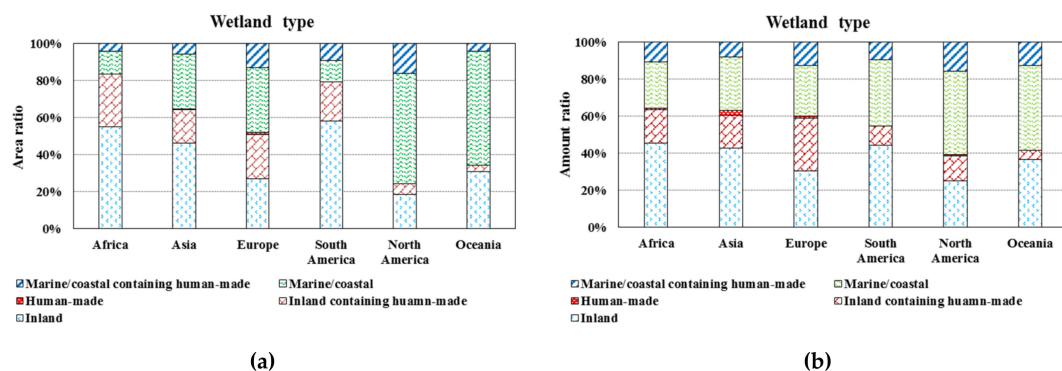 Wetland type
Area ratio
100%
80%
60%
40%
20%
0%
Africa Asia Europe South America North America Oceania
Marine/coastal containing human-made Marine/coastal
Human-made Inland containing huamn-made
Inland
(a)
Wetland type
Amount ratio
100%
80%
60%
40%
20%
0%
Africa Asia Europe South America North America Oceania
Marine/coastal containing human-made Marine/coastal
Human-made Inland containing huamn-made
Inland
(b)